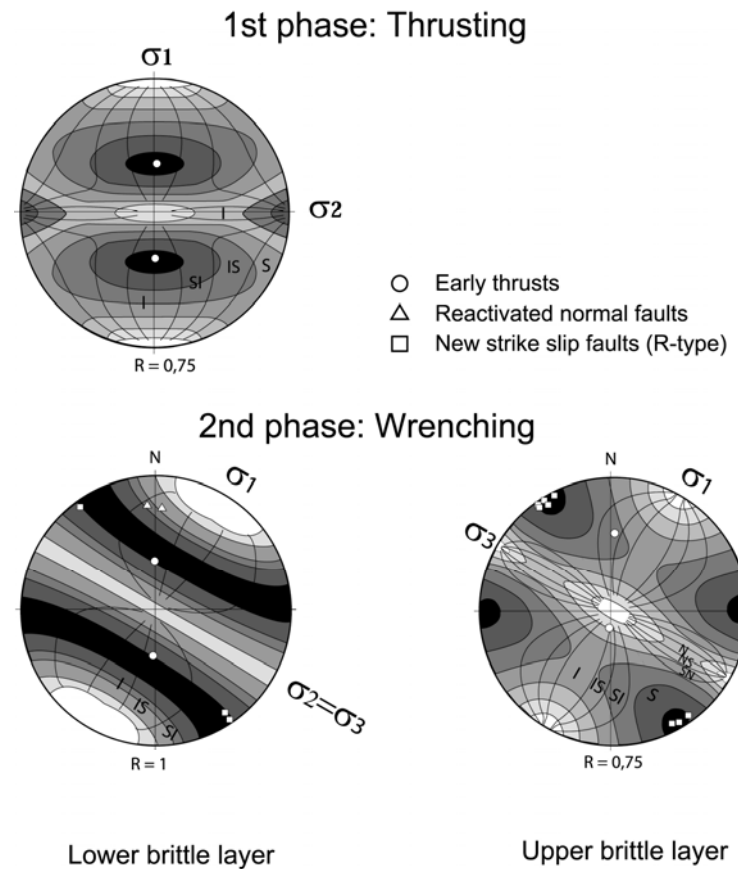 1st phase: Thrusting
σ1
σ2
I
IS
S
SI
I
R = 0,75
Early thrusts
Reactivated normal faults
New strike slip faults (R-type)
2nd phase: Wrenching
N
σ1
I
IS
SI
σ2=σ3
R = 1
N
σ1
σ3
N
NS
SN
I
IS
SI
S
R = 0,75
Lower brittle layer
Upper brittle layer